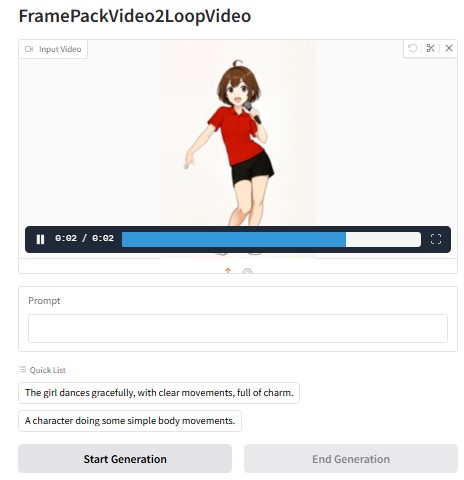 FramePackVideo2LoopVideo
Input Video
0:02 / 0:02
Prompt
Quick List
The girl dances gracefully, with clear movements, full of charm.
A character doing some simple body movements.
Start Generation
End Generation